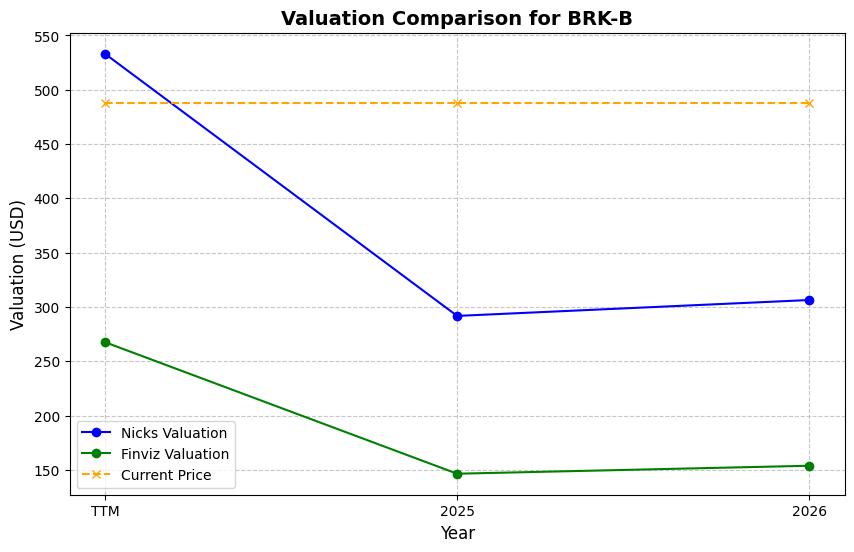 Valuation Comparison for BRK-B
550
500
450
400
350
300
250
200
150
Valuation (USD)
Nicks Valuation
Finviz Valuation
Current Price
TTM
2025
2026
Year